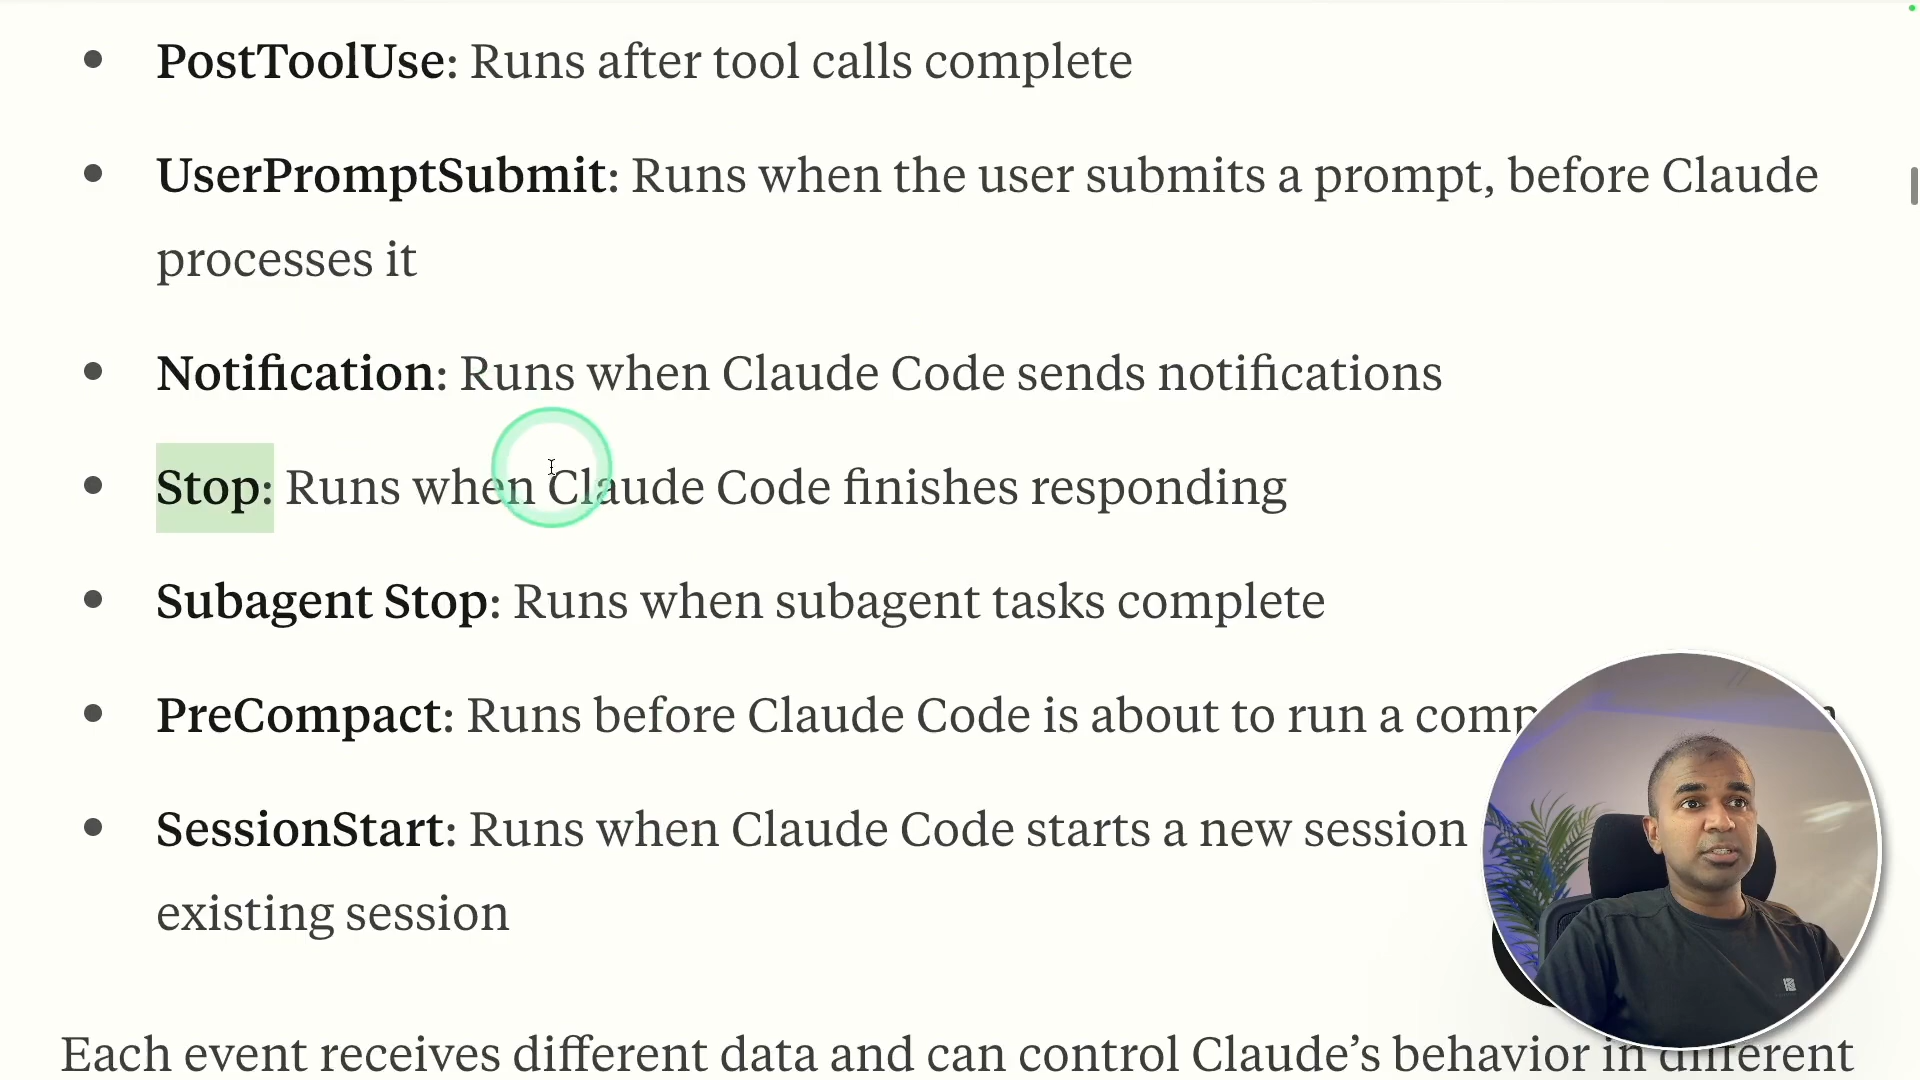 PostToolUse: Runs after tool calls complete
UserPromptSubmit: Runs when the user submits a prompt, before Claude
processes it
Notification: Runs when Claude Code sends notifications
Stop: Runs when Claude Code finishes responding
Subagent Stop: Runs when subagent tasks complete
PreCompact: Runs before Claude Code is about to run a
SessionStart: Runs when Claude Code starts a new session
existing session
Each event receives different data and can control Claude’s behavior in different